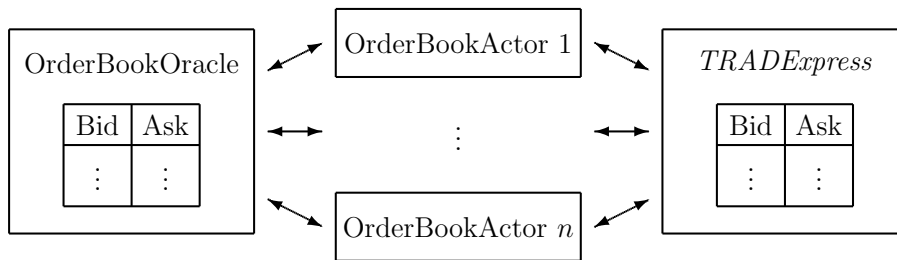 OrderBookOracle
Bid Ask
⋮ ⋮
OrderBookActor 1
⋮
OrderBookActor n
TRADExpress
Bid Ask
⋮ ⋮